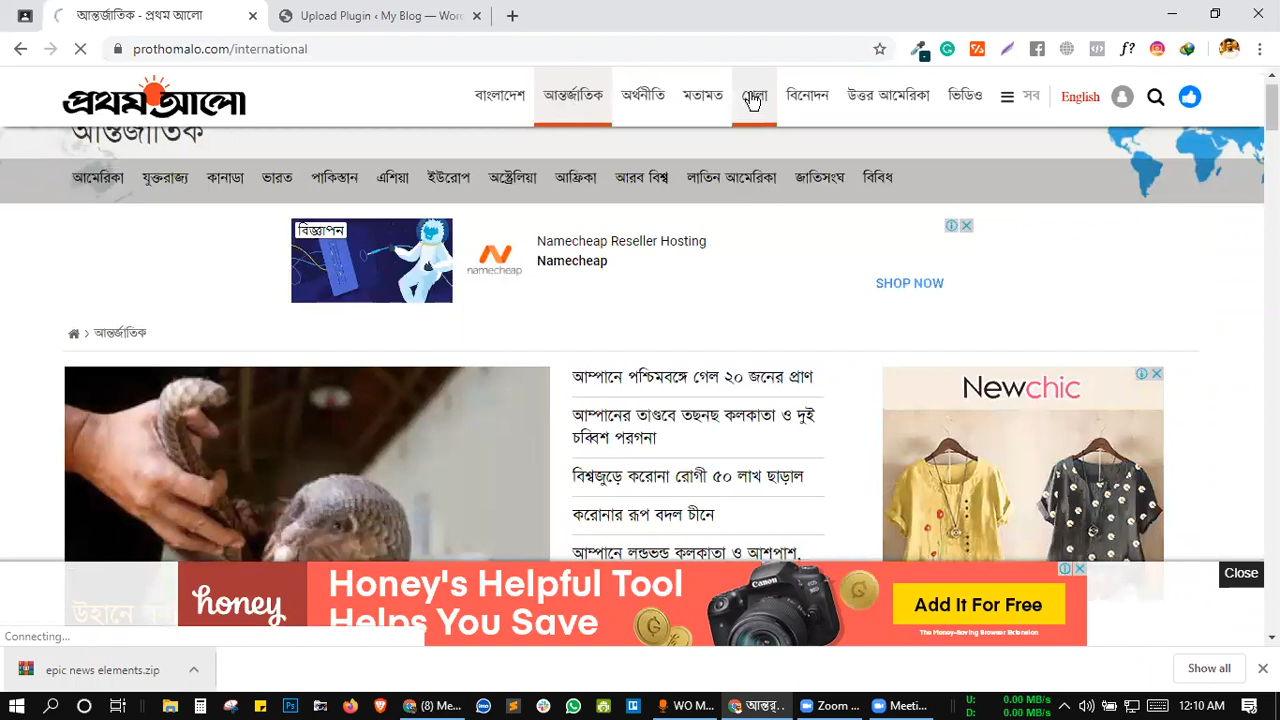 আন্তর্জাতিক - প্রথম আলো
Upload Plugin ‹ My Blog — Wor
prothomalo.com/international
প্রথম আলো
বাংলাদেশ
আন্তর্জাতিক
অর্থনীতি
মতামত
বিনোদন
উত্তর আমেরিকা
ভিডিও
সব
English
আন্তর্জাতিক
আমেরিকা
যুক্তরাজ্য
কানাডা
ভারত
পাকিস্তান
এশিয়া
ইউরোপ
অস্ট্রেলিয়া
আফ্রিকা
আরব বিশ্ব
লাতিন আমেরিকা
জাতিসংঘ
বিবিধ
বিজ্ঞাপন
namecheap
Namecheap Reseller Hosting
Namecheap
SHOP NOW
আন্তর্জাতিক
আম্পানে পশ্চিমবঙ্গে গেল ২০ জনের প্রাণ
আম্পানের তাণ্ডবে তছনছ কলকাতা ও দুই
চব্বিশ পরগনা
বিশ্বজুড়ে করোনা রোগী ৫০ লাখ ছাড়াল
করোনার রূপ বদল চীনে
আম্পানে লন্ডভন্ড কলকাতা ও আশপাশ,
Newchic
উহানে
honey
Honey's Helpful Tool
Helps You Save
Canon
Add It For Free
The Money-Saving Browser Extension
Close
Connecting...
epic news elements.zip
Show all
(8) Me...
WO M...
Zoom ...
Meeti...
U: 0.00 MB/s
D: 0.00 MB/s
12:10 AM